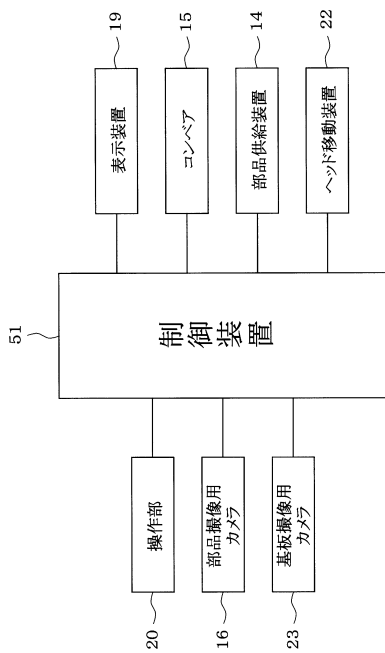 51
制御装置
操作部
20
部品撮像用
カメラ
16
基板撮像用
カメラ
23
表示装置
19
コンベア
15
部品供給装置
14
ヘッド移動装置
22